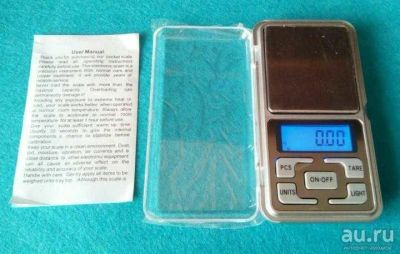 User Manual
Thank you for purchasing our pocket scale.
Please read all operating instructions
carefully before use. This electronic scale is a
precision instrument. With normal care and
proper treatment it will provide years of
reliable service.
Never load the scale with more than the
maximum capacity. Overloading can
permanently damage it!
Avoiding any exposure to extreme heat or
cold, your scale works better when operated
at normal room temperature. Always allow
the scale to acclimate to normal room
temperature for at least 1 hour before use.
Give your scale sufficient warm up time.
Usually 30 seconds to give the internal
components a chance to stabilize before
calibration.
Keep your scale in a clean environment. Dust,
dirt, moisture, vibration, air currents and
close distance to other electronic equipment
can all cause an adverse effect on the
reliability and accuracy of your scale.
Handle with care. Gently apply all items to be
weighed onto tray top. Although this scale is
0.00
PCS
TARE
ON-OFF
UNITS
LIGHT
au.ru